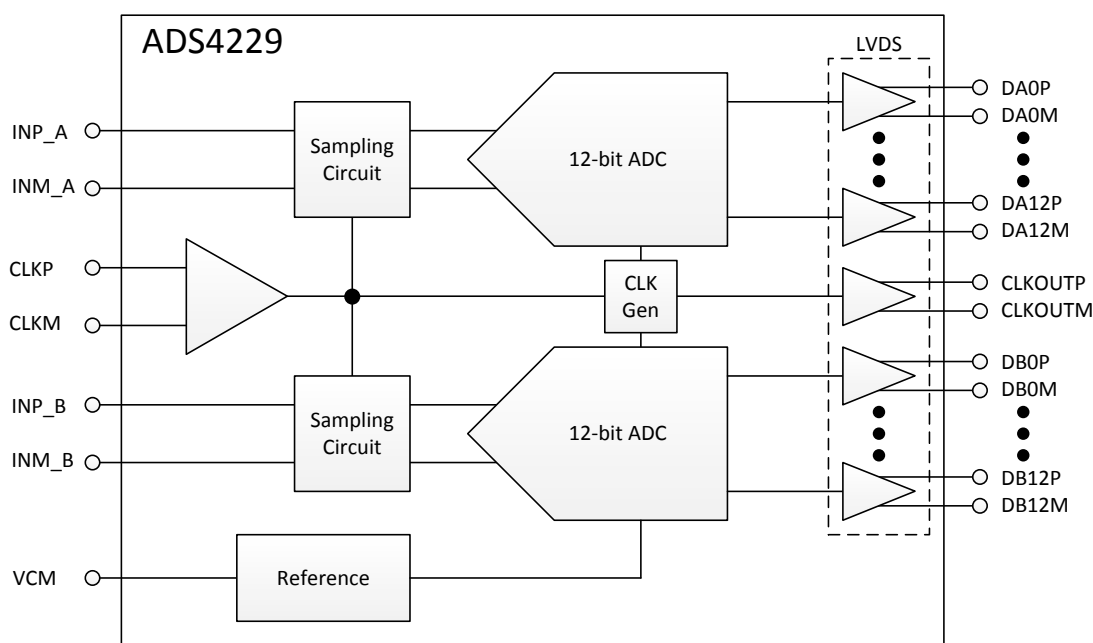 ADS4229
LVDS
INP_A
INM_A
Sampling
Circuit
12-bit ADC
DA0P
DA0M
DA12P
DA12M
CLKP
CLKM
CLK
Gen
CLKOUTP
CLKOUTM
INP_B
INM_B
Sampling
Circuit
12-bit ADC
DB0P
DB0M
DB12P
DB12M
VCM
Reference